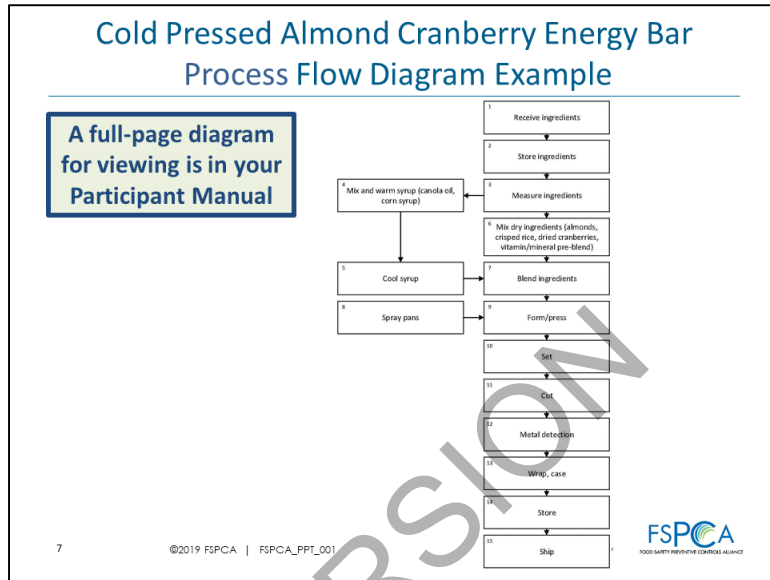 Cold Pressed Almond Cranberry Energy Bar
Process Flow Diagram Example
A full-page diagram
for viewing is in your
Participant Manual
1
Receive ingredients
2
Store ingredients
3
Measure ingredients
4
Mix and warm syrup (canola oil,
corn syrup)
6
Mix dry ingredients (almonds,
crisped rice, dried cranberries,
vitamin/mineral pre-blend)
5
Cool syrup
7
Blend ingredients
8
Spray pans
9
Form/press
10
Set
11
Cut
12
Metal detection
13
Wrap, case
14
Store
15
Ship
VERSION
7
©2019 FSPCA | FSPCA_PPT_001
FSPCA
FOOD SAFETY PREVENTIVE CONTROLS ALLIANCE